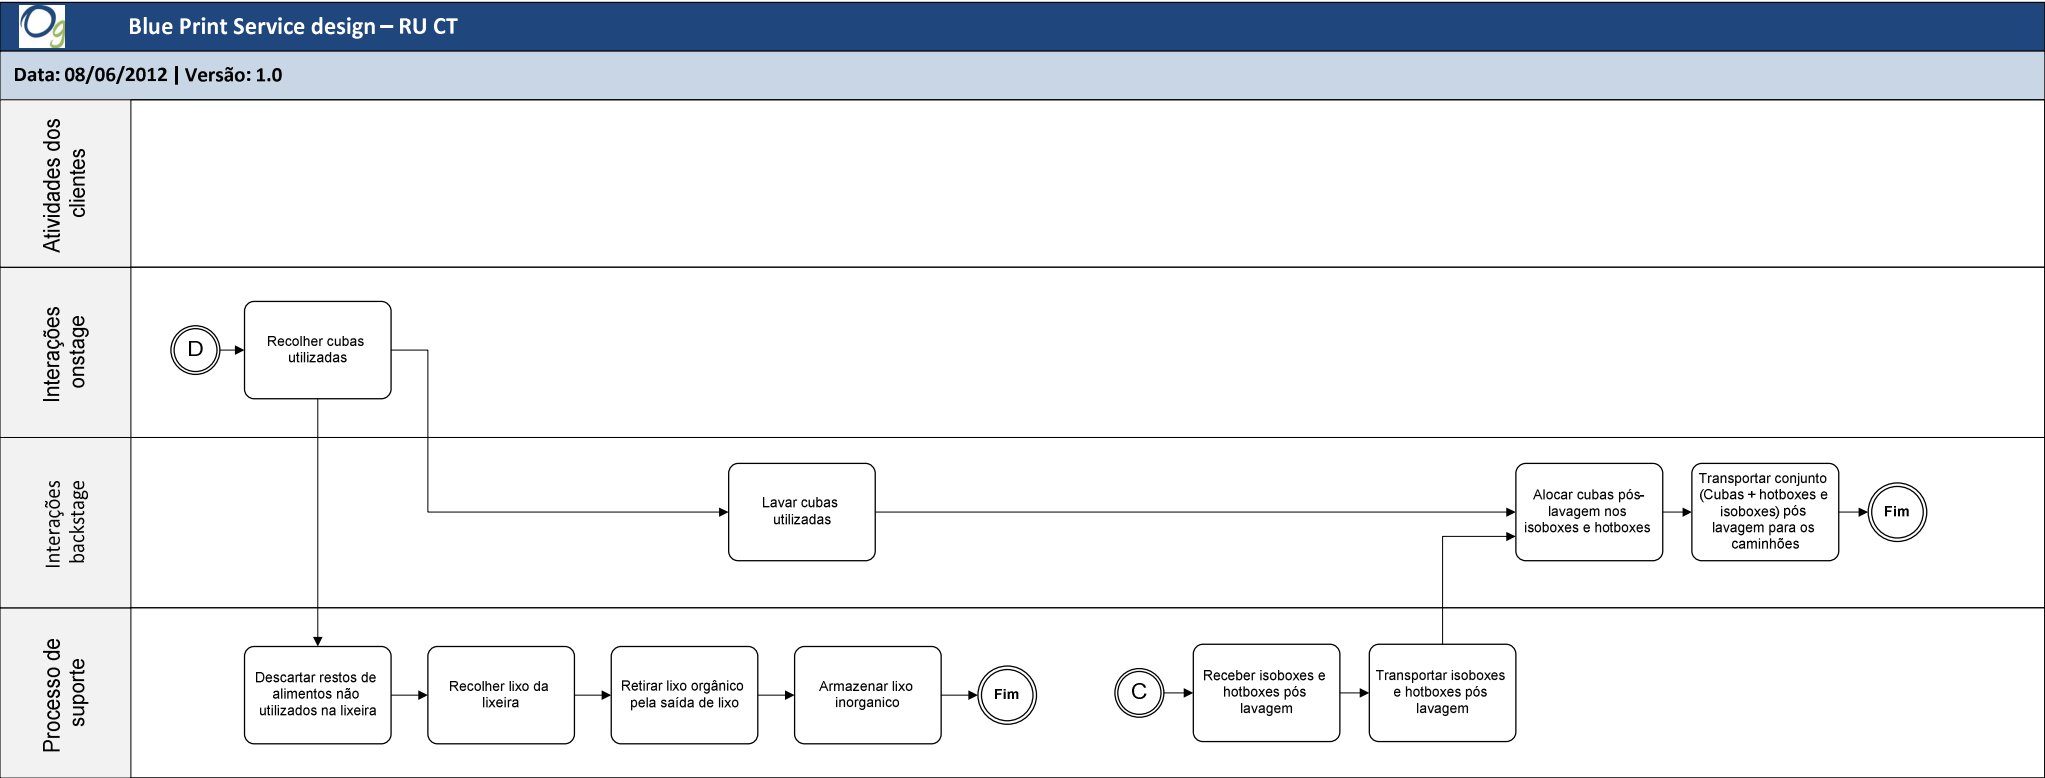 Og
Blue Print Service design – RU CT
Data: 08/06/2012 | Versão: 1.0
Atividades dos
clientes
Interações
onstage
D
Recolher cubas
utilizadas
Interações
backstage
Lavar cubas
utilizadas
Alocar cubas pós-
lavagem nos
isoboxes e hotboxes
Transportar conjunto
(Cubas + hotboxes e
isoboxes) pós
lavagem para os
caminhões
Fim
Processo de
suporte
Descartar restos de
alimentos não
utilizados na lixeira
Recolher lixo da
lixeira
Retirar lixo orgânico
pela saída de lixo
Armazenar lixo
inorganico
Fim
C
Receber isoboxes e
hotboxes pós
lavagem
Transportar isoboxes
e hotboxes pós
lavagem